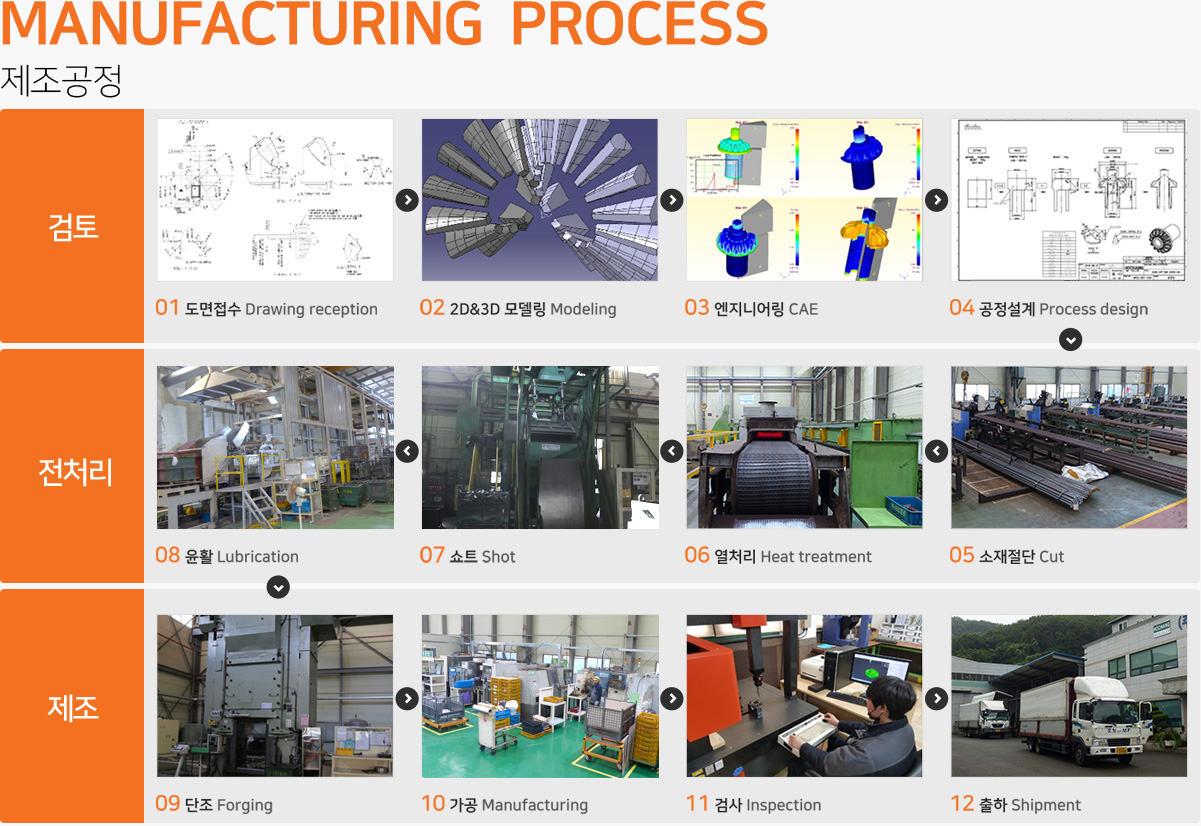 MANUFACTURING PROCESS
제조공정
검토
01 도면접수 Drawing reception
02 2D&3D 모델링 Modeling
03 엔지니어링 CAE
04 공정설계 Process design
전처리
08 윤활 Lubrication
07 쇼트 Shot
06 열처리 Heat treatment
05 소재절단 Cut
제조
09 단조 Forging
10 가공 Manufacturing
11 검사 Inspection
12 출하 Shipment